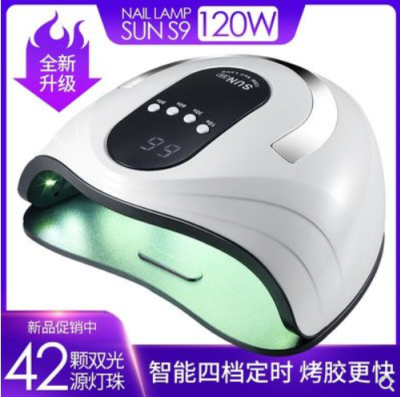 NAIL LAMP
SUN S9 120W
全新
升级
SUN
99
新品促销中
42颗双光
源灯珠
智能四档定时 烤胶更快